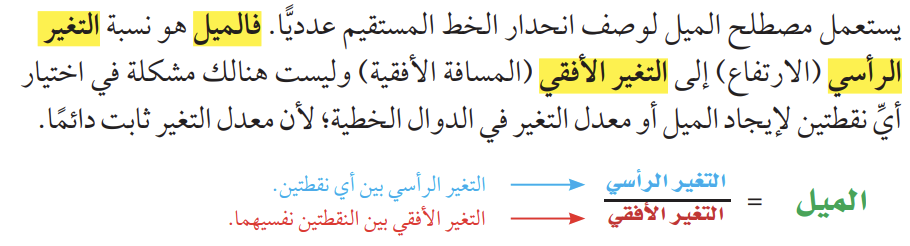 يستعمل مصطلح الميل لوصف انحدار الخط المستقيم عدديًّا. فالميل هو نسبة التغير
الرأسي (الارتفاع) إلى التغير الأفقي (المسافة الأفقية) وليست هنالك مشكلة في اختيار
أيِّ نقطتين لإيجاد الميل أو معدل التغير في الدوال الخطية؛ لأن معدل التغير ثابت دائمًا.
الميل = التغير الرأسي → التغير الرأسي بين أي نقطتين.
التغير الأفقي → التغير الأفقي بين النقطتين نفسيهما.